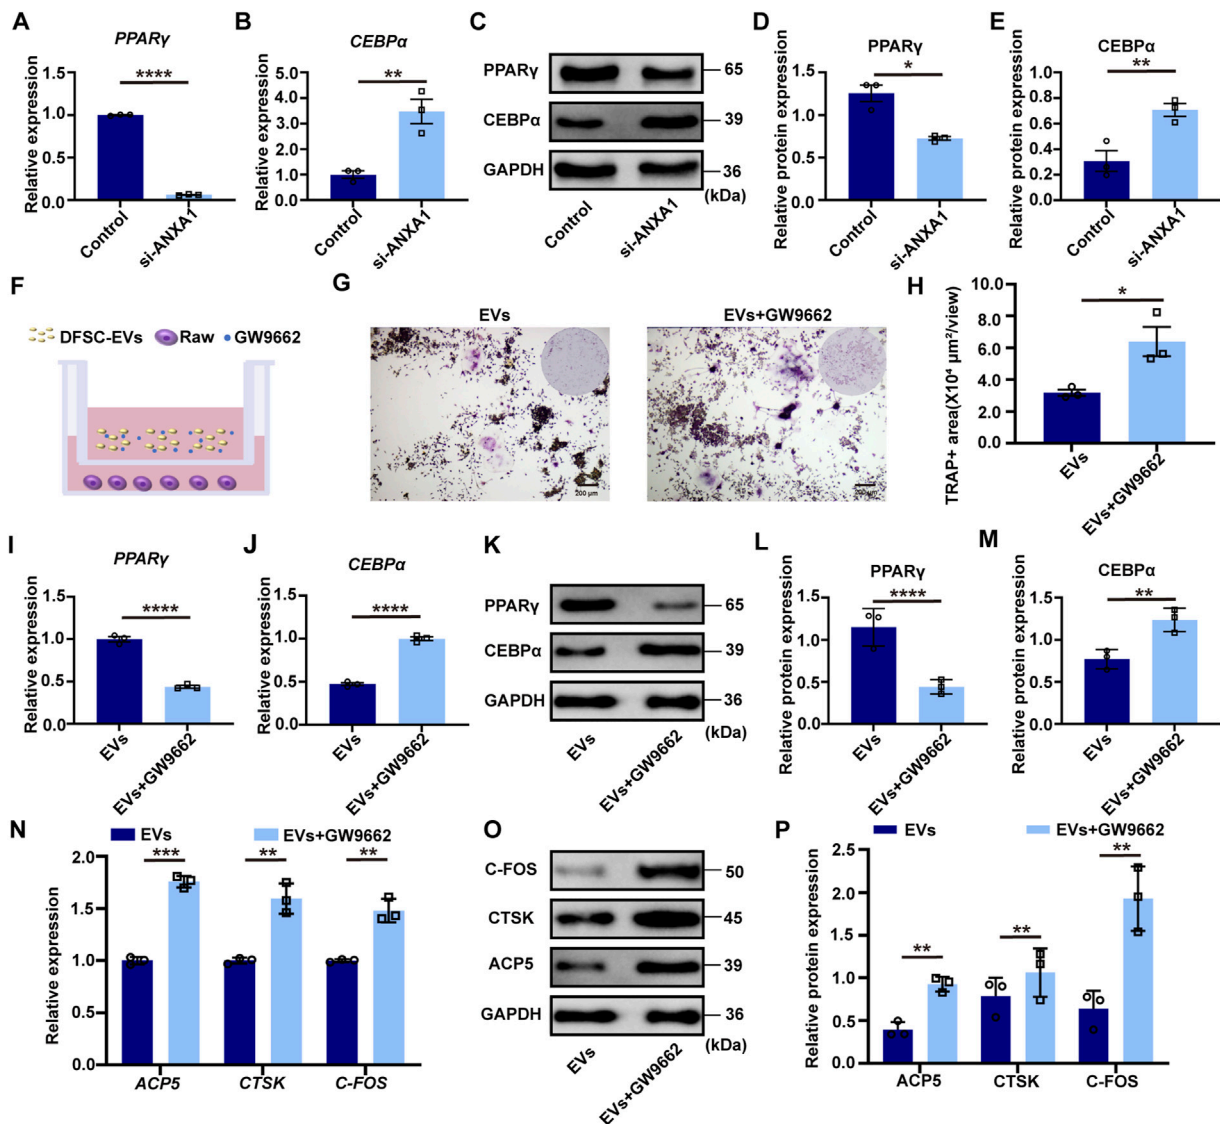 A
PPARγ
Relative expression
1.5
1.0
0.5
0.0
****
Control
si-ANXA1
B
CEBPα
Relative expression
5.0
4.0
3.0
2.0
1.0
0.0
**
Control
si-ANXA1
C
PPARγ
65
CEBPα
39
GAPDH
36
(kDa)
Control
si-ANXA1
D
PPARγ
Relative protein expression
1.5
1.0
0.5
0.0
*
Control
si-ANXA1
E
CEBPα
Relative protein expression
1.0
0.8
0.6
0.4
0.2
0.0
**
Control
si-ANXA1
F
DFSC-EVs
Raw
GW9662
G
EVs
200 µm
EVs+GW9662
200 µm
H
TRAP+ area(X10⁴ µm²/view)
10.0
8.0
6.0
4.0
2.0
0.0
*
EVs
EVs+GW9662
I
PPARγ
Relative expression
1.5
1.0
0.5
0.0
****
EVs
EVs+GW9662
J
CEBPα
Relative expression
1.5
1.0
0.5
0.0
****
EVs
EVs+GW9662
K
PPARγ
65
CEBPα
39
GAPDH
36
(kDa)
EVs
EVs+GW9662
L
PPARγ
Relative protein expression
1.5
1.0
0.5
0.0
****
EVs
EVs+GW9662
M
CEBPα
Relative protein expression
2.0
1.5
1.0
0.5
0.0
**
EVs
EVs+GW9662
N
EVs
EVs+GW9662
Relative expression
2.0
1.5
1.0
0.5
0.0
***
**
**
ACP5
CTSK
C-FOS
O
C-FOS
50
CTSK
45
ACP5
39
GAPDH
36
(kDa)
EVs
EVs+GW9662
P
EVs
EVs+GW9662
Relative protein expression
2.5
2.0
1.5
1.0
0.5
0.0
**
**
**
ACP5
CTSK
C-FOS